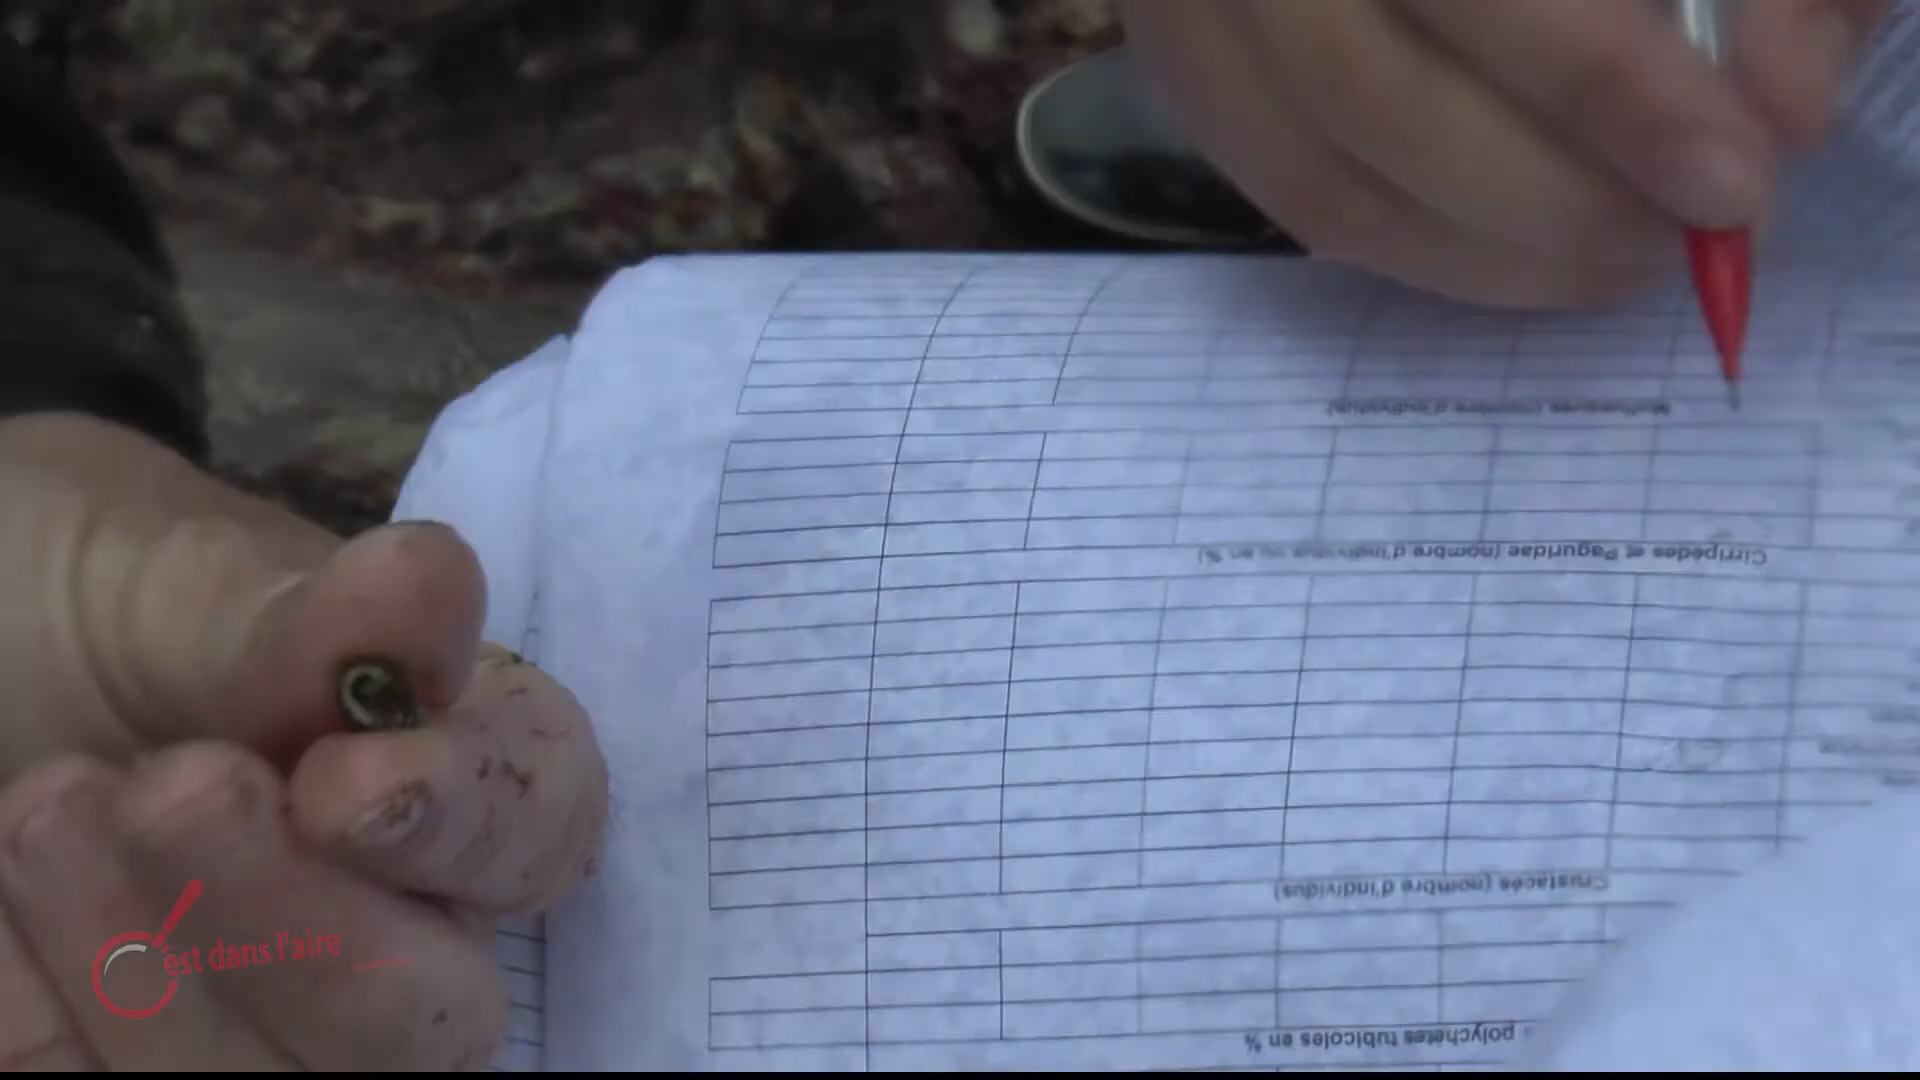 Mollusques (nombre d'individus)
Cirripèdes et Paguridae (nombre d'individus ou en %)
Crustacés (nombre d'individus)
polychètes tubicoles en %
C'est dans l'aire